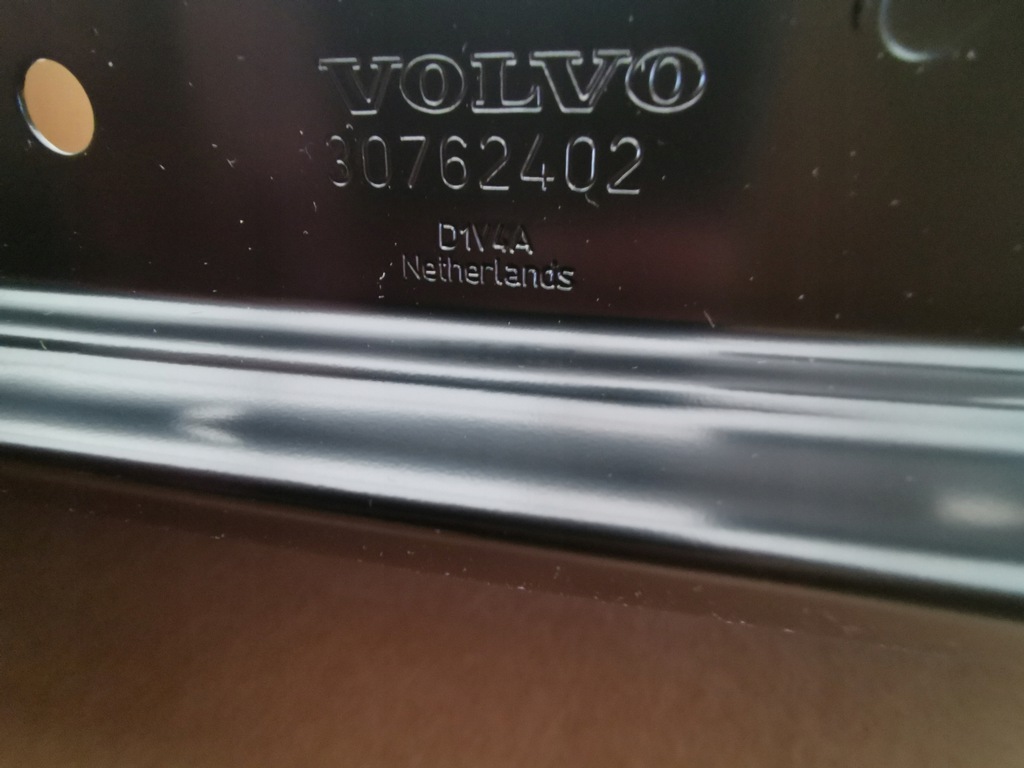 VOLVO
30762402
D1V4A
Netherlands